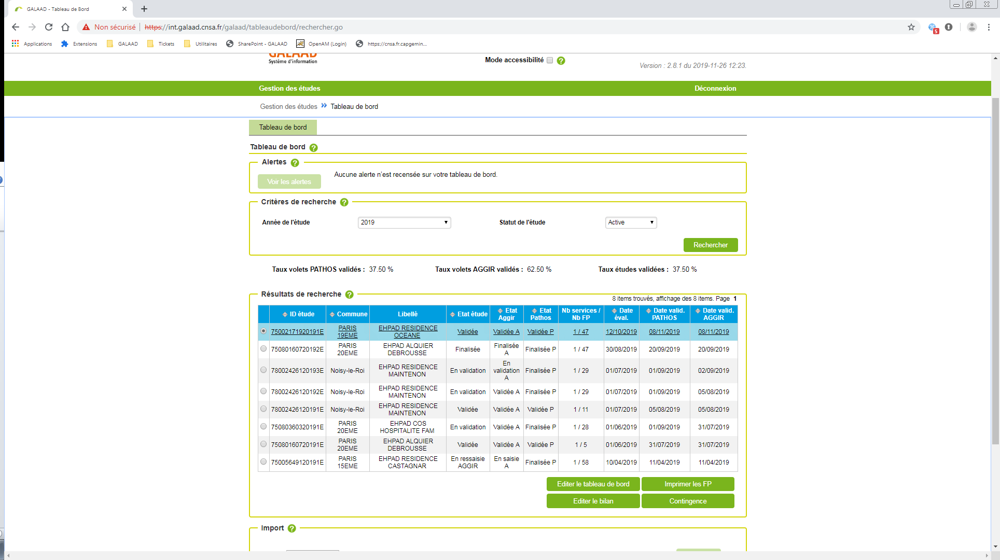 GALAAD - Tableau de Bord
Non sécurisé
https://int.galaad.cnsa.fr/galaad/tableaudebord/rechercher.go
5
Applications Extensions GALAAD Tickets Utilitaires SharePoint - GALAAD OpenAM (Login) https://cnsa.fr.capgemin...
GALAAD
Système d'information
Mode accessibilité ?
Version : 2.8.1 du 2019-11-26 12:23.
Gestion des études Déconnexion
Gestion des études » Tableau de bord
Tableau de bord
Tableau de bord ?
Alertes ?
Voir les alertes
Aucune alerte n'est recensée sur votre tableau de bord.
Critères de recherche ?
Année de l'étude 2019 Statut de l'étude Active
Rechercher
Taux volets PATHOS validés : 37.50 % Taux volets AGGIR validés : 62.50 % Taux études validées : 37.50 %
Résultats de recherche ?
8 items trouvés, affichage des 8 items. Page 1
ID étude Commune Libellé Etat étude Etat Aggir Etat Pathos Nb services / Nb FP Date éval. Date valid. PATHOS Date valid. AGGIR
75002171920191E PARIS 19EME EHPAD RESIDENCE OCEANE Validée Validée A Validée P 1 / 47 12/10/2019 08/11/2019 08/11/2019
75080160720192E PARIS 20EME EHPAD ALQUIER DEBROUSSE Finalisée Finalisée A Finalisée P 1 / 47 30/08/2019 20/09/2019 20/09/2019
78002426120193E Noisy-le-Roi EHPAD RESIDENCE MAINTENON En validation En validation A Finalisée P 1 / 29 01/07/2019 01/09/2019 02/09/2019
78002426120192E Noisy-le-Roi EHPAD RESIDENCE MAINTENON En validation Validée A Finalisée P 1 / 29 01/07/2019 01/09/2019 05/08/2019
78002426120191E Noisy-le-Roi EHPAD RESIDENCE MAINTENON Validée Validée A Validée P 1 / 11 01/07/2019 05/08/2019 05/08/2019
75080360320191E PARIS 20EME EHPAD COS HOSPITALITE FAM En validation Validée A Finalisée P 1 / 28 01/06/2019 01/09/2019 31/07/2019
75080160720191E PARIS 20EME EHPAD ALQUIER DEBROUSSE Validée Validée A Validée P 1 / 5 01/06/2019 31/07/2019 31/07/2019
75005649120191E PARIS 15EME EHPAD RESIDENCE CASTAGNAR En ressaisie AGGIR En saisie A Finalisée P 1 / 58 10/04/2019 11/04/2019 11/04/2019
Editer le tableau de bord Imprimer les FP
Editer le bilan Contingence
Import ?